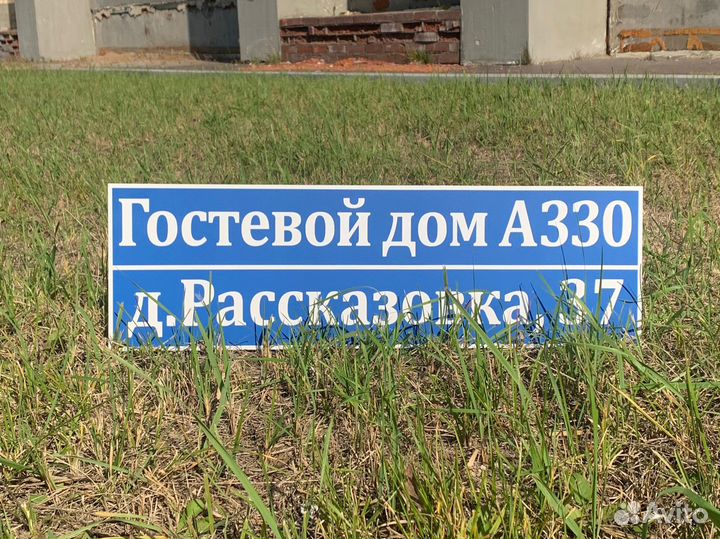 Гостевой дом А330
д.Рассказовка,37
Avito